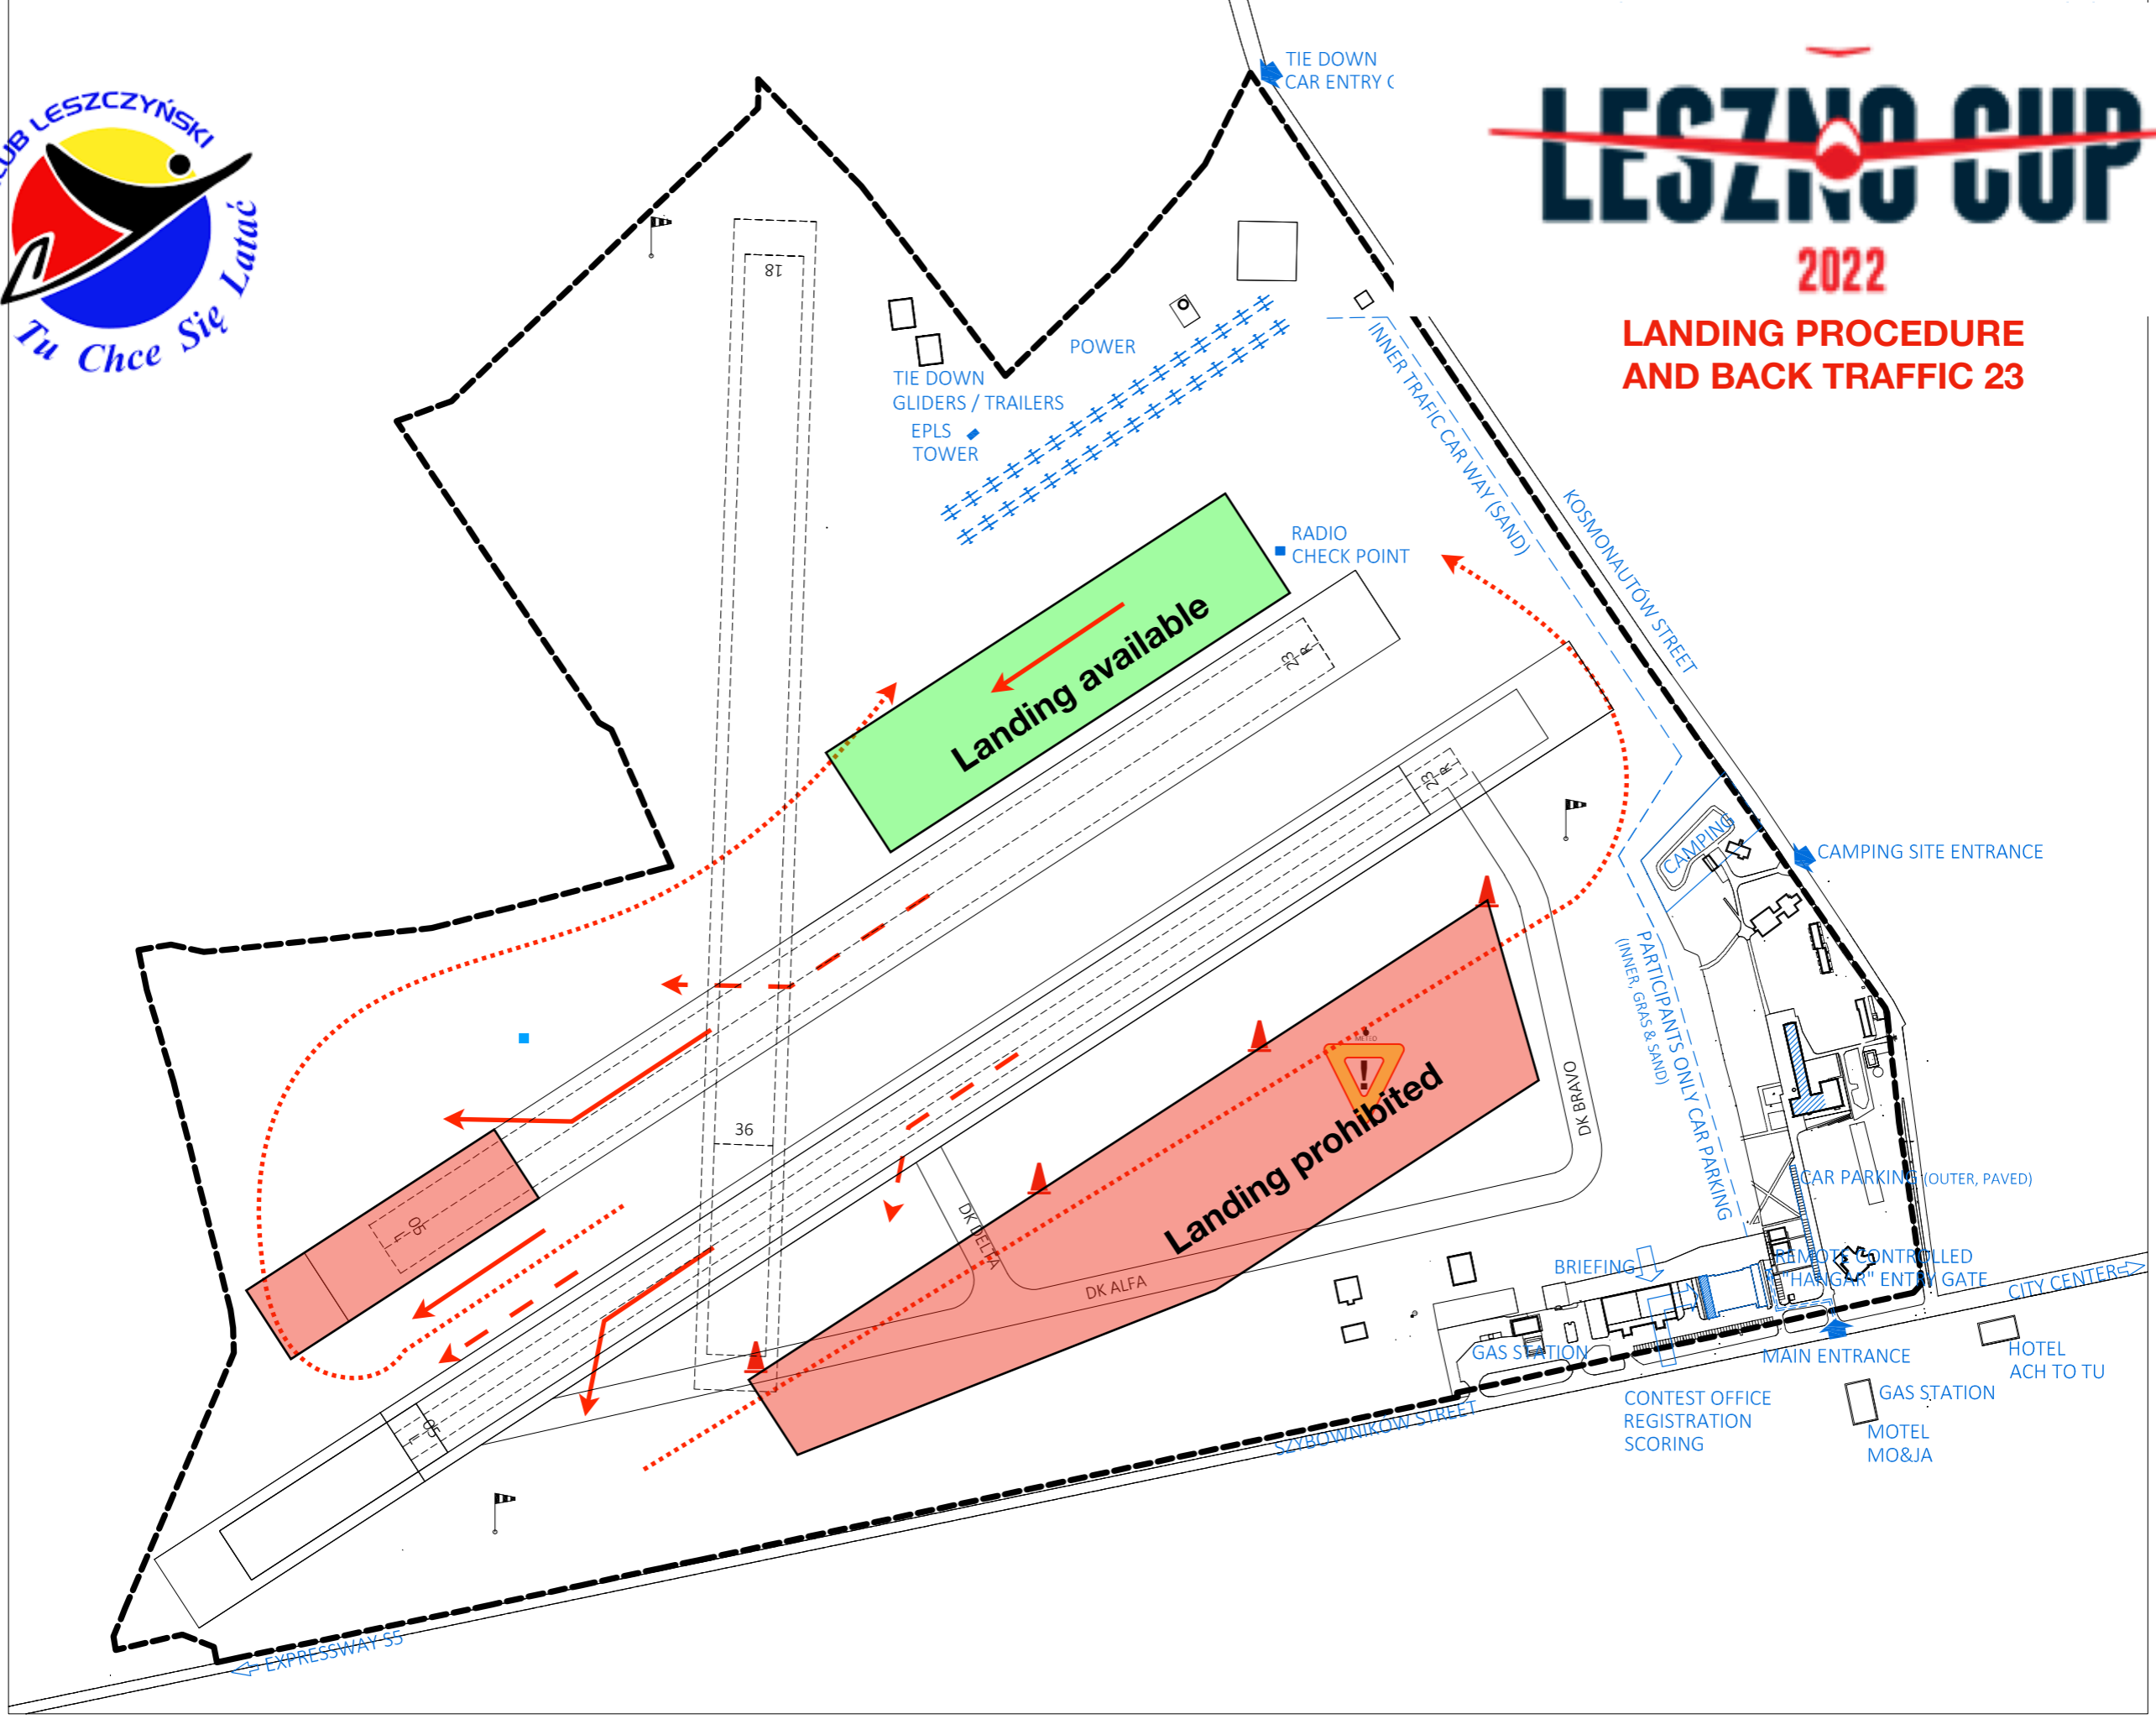 LUB LESZCZYŃSKI
Tu Chce Się Latać
LESZNO CUP
2022
LANDING PROCEDURE
AND BACK TRAFFIC 23
TIE DOWN
CAR ENTRY
18
POWER
TIE DOWN
GLIDERS / TRAILERS
EPLS
TOWER
INNER TRAFIC CAR WAY (SAND)
KOSMONAUTÓW STREET
RADIO
CHECK POINT
Landing available
23
R
23
R
CAMPING
CAMPING SITE ENTRANCE
PARTICIPANTS ONLY CAR PARKING
(INNER, GRAS & SAND)
36
!
Landing prohibited
DK BRAVO
DK DELTA
DK ALFA
05
L
05
L
CAR PARKING (OUTER, PAVED)
BRIEFING
REMOTE CONTROLLED
"HANGAR" ENTRY GATE
CITY CENTER
GAS STATION
MAIN ENTRANCE
HOTEL
ACH TO TU
CONTEST OFFICE
REGISTRATION
SCORING
GAS STATION
MOTEL
MO&JA
SZYBOWNIKÓW STREET
EXPRESSWAY S5